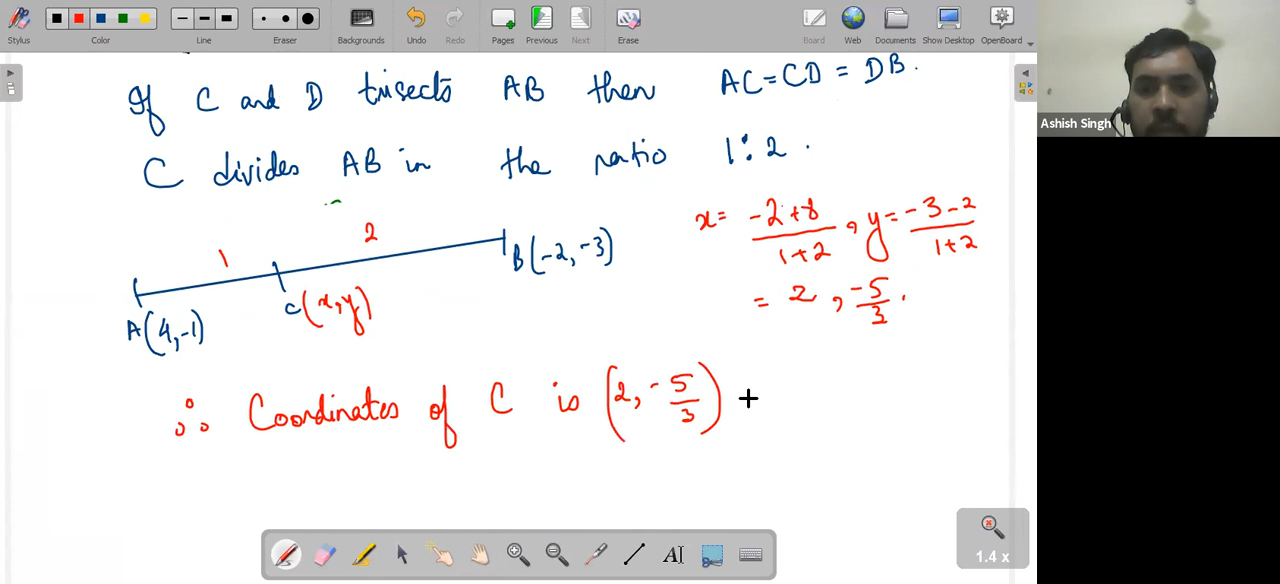 Stylus Color Line Eraser Backgrounds Undo Redo Pages Previous Next Erase Board Web Documents Show Desktop OpenBoard
If C and D trisects AB then AC = CD = DB.
Ashish Singh
C divides AB in the ratio 1:2.
x = -2+8/1+2, y = -3-2/1+2
1 2
B(-2, -3)
= 2, -5/3.
C(x, y)
A(4, -1)
∴ Coordinates of C is (2, -5/3)
AI
1.4 x